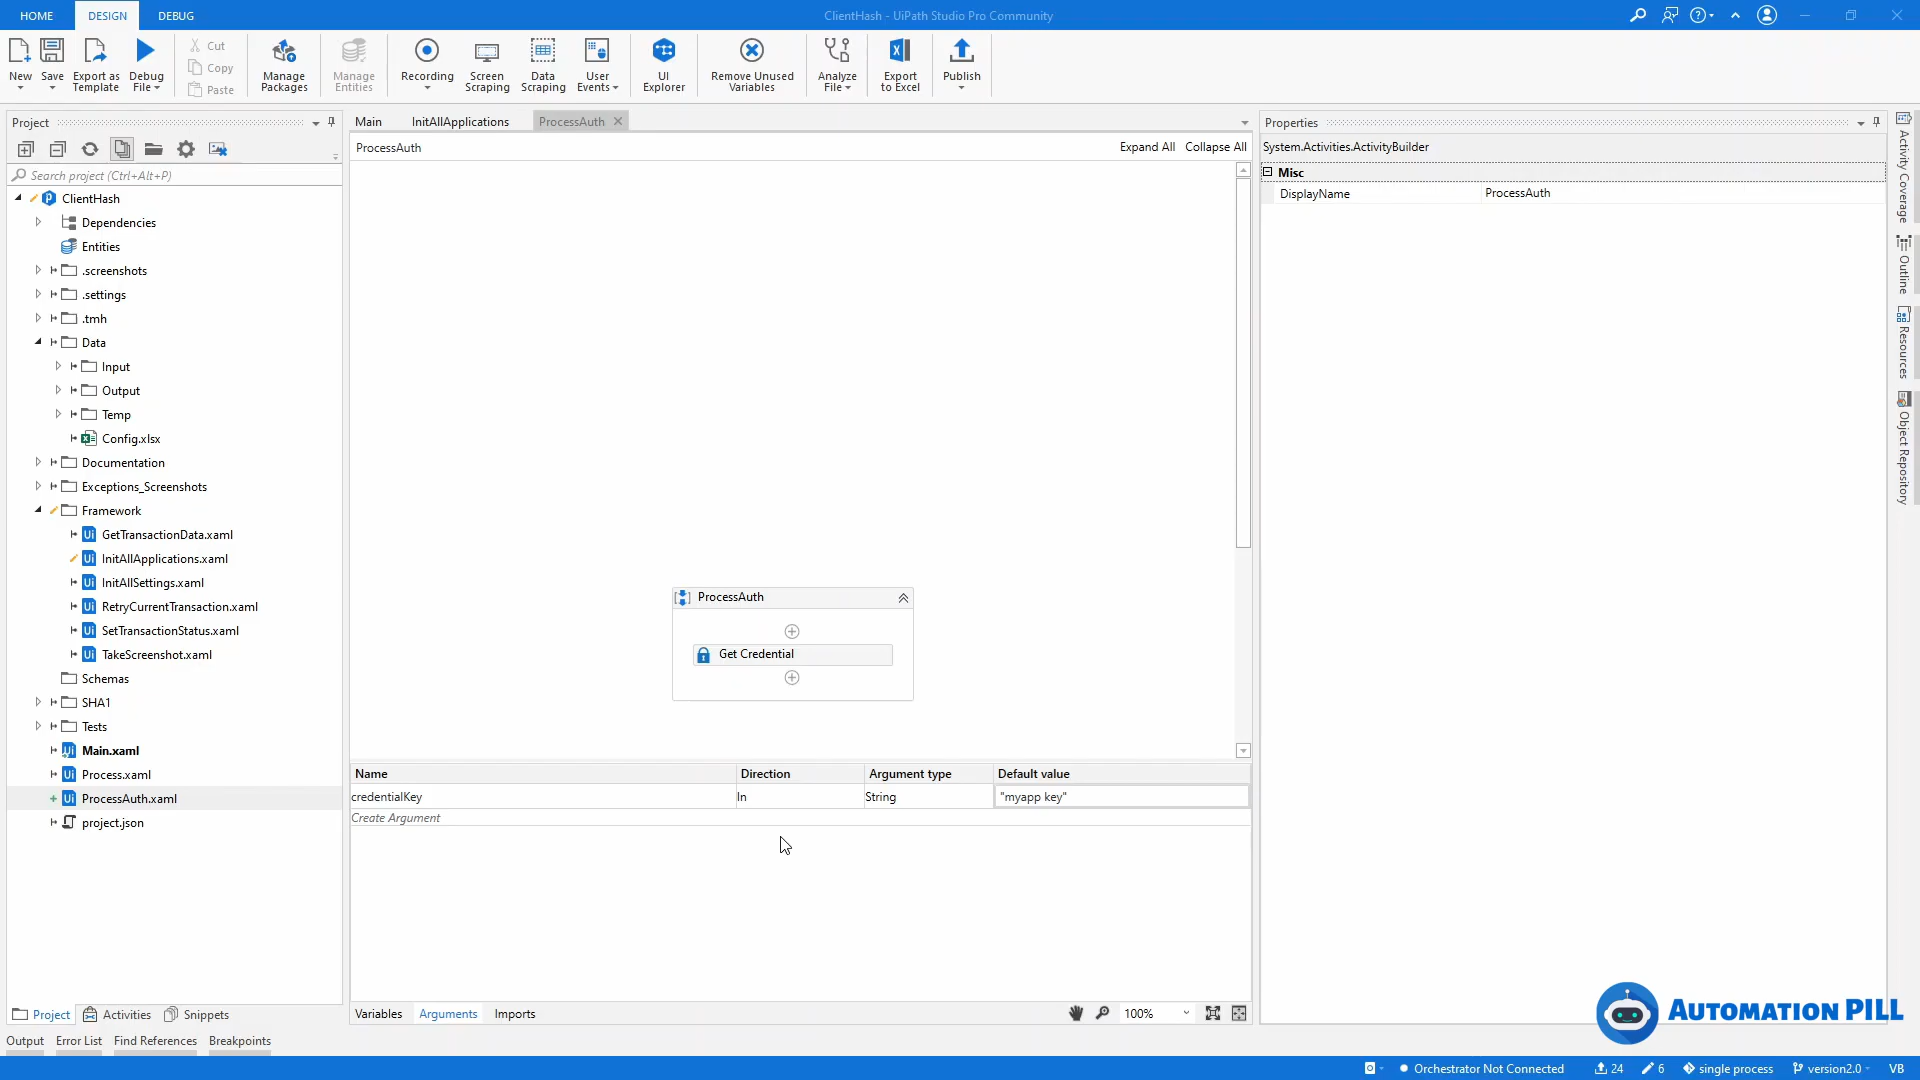 HOME DESIGN DEBUG ClientHash - UiPath Studio Pro Community
New Save Export as Template Debug File Cut Copy Paste Manage Packages Manage Entities Recording Screen Scraping Data Scraping User Events UI Explorer Remove Unused Variables Analyze File Export to Excel Publish
Project
Search project (Ctrl+Alt+P)
ClientHash
Dependencies
Entities
.screenshots
.settings
.tmh
Data
Input
Output
Temp
Config.xlsx
Documentation
Exceptions_Screenshots
Framework
GetTransactionData.xaml
InitAllApplications.xaml
InitAllSettings.xaml
RetryCurrentTransaction.xaml
SetTransactionStatus.xaml
TakeScreenshot.xaml
Schemas
SHA1
Tests
Main.xaml
Process.xaml
ProcessAuth.xaml
project.json
Project Activities Snippets
Main InitAllApplications ProcessAuth
ProcessAuth Expand All Collapse All
ProcessAuth
Get Credential
Name Direction Argument type Default value
credentialKey In String "myapp key"
Create Argument
Variables Arguments Imports 100%
Properties
System.Activities.ActivityBuilder
Misc
DisplayName ProcessAuth
Activity Coverage
Outline
Resources
Object Repository
AUTOMATION PILL
Output Error List Find References Breakpoints
Orchestrator Not Connected 24 6 single process version2.0 VB